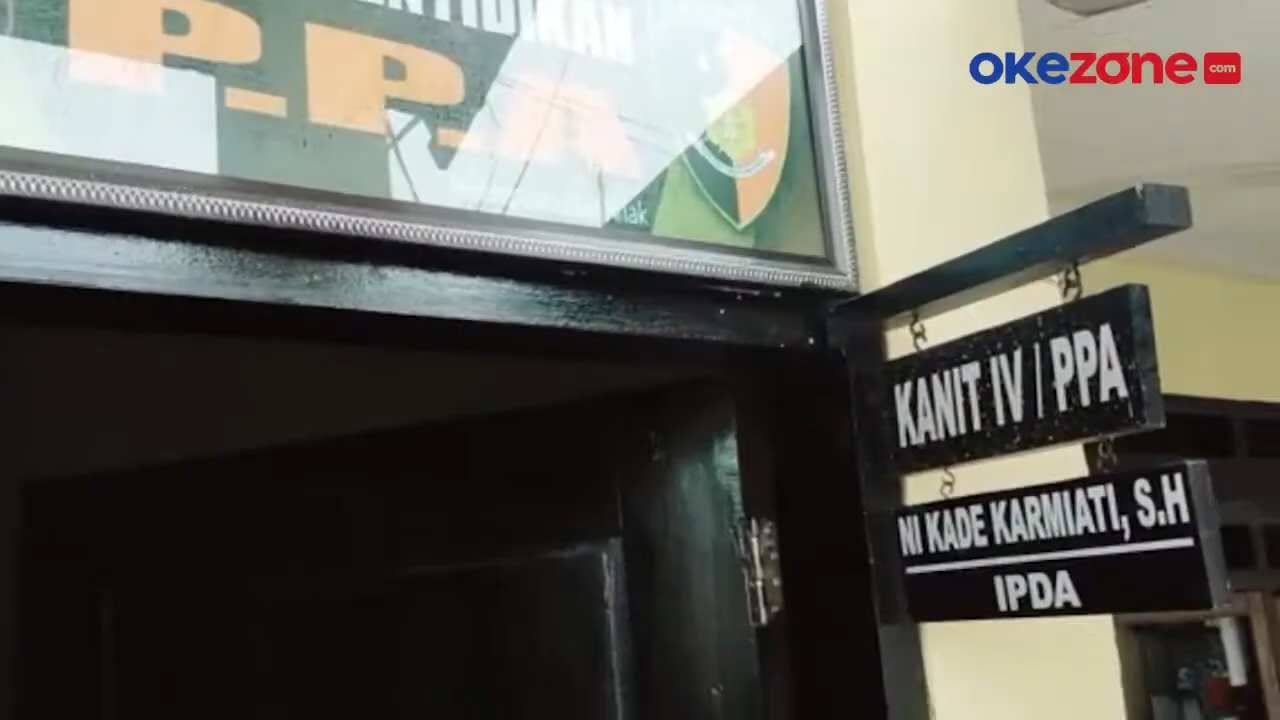 P.P.A
okezone.com
KANIT IV / PPA
NI KADE KARMIATI, S.H
IPDA